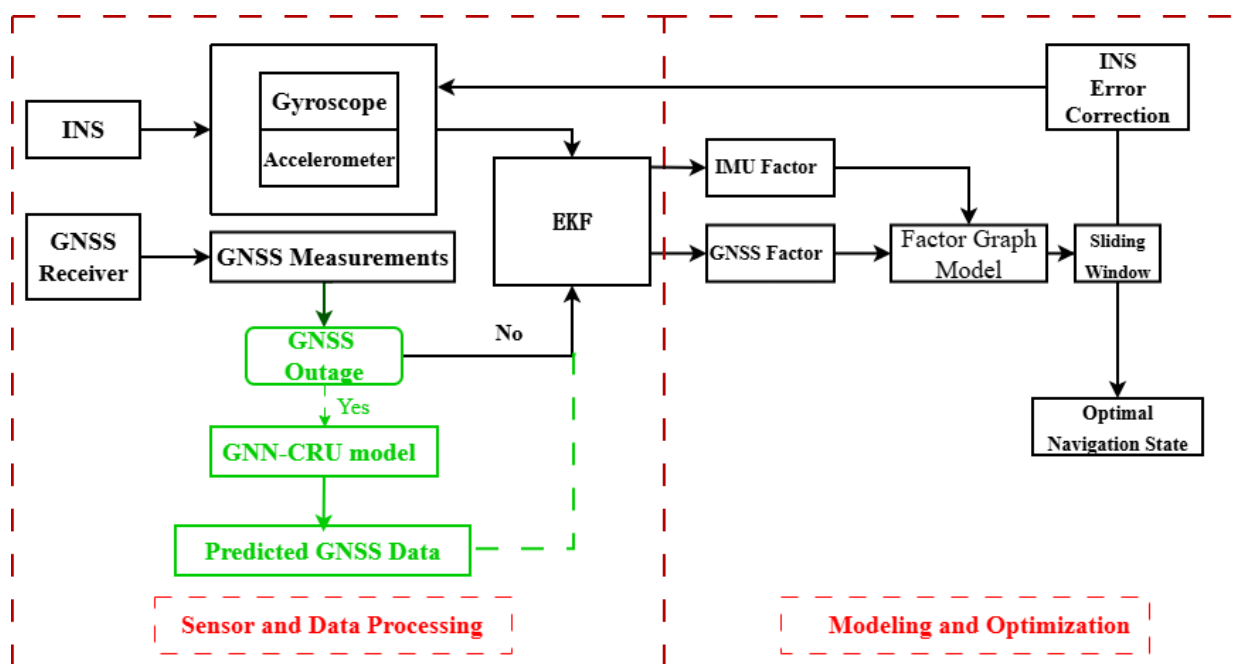 INS
Gyroscope
Accelerometer
GNSS
Receiver
GNSS Measurements
GNSS
Outage
No
Yes
GNN-CRU model
Predicted GNSS Data
EKF
Sensor and Data Processing
INS
Error
Correction
IMU Factor
GNSS Factor
Factor Graph
Model
Sliding
Window
Optimal
Navigation State
Modeling and Optimization